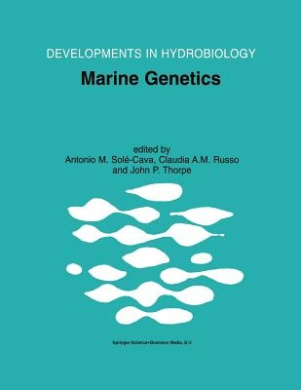 DEVELOPMENTS IN HYDROBIOLOGY
Marine Genetics
edited by
Antonio M. Solé-Cava, Claudia A.M. Russo
and John P. Thorpe
Springer-Science+Business Media, B.V.